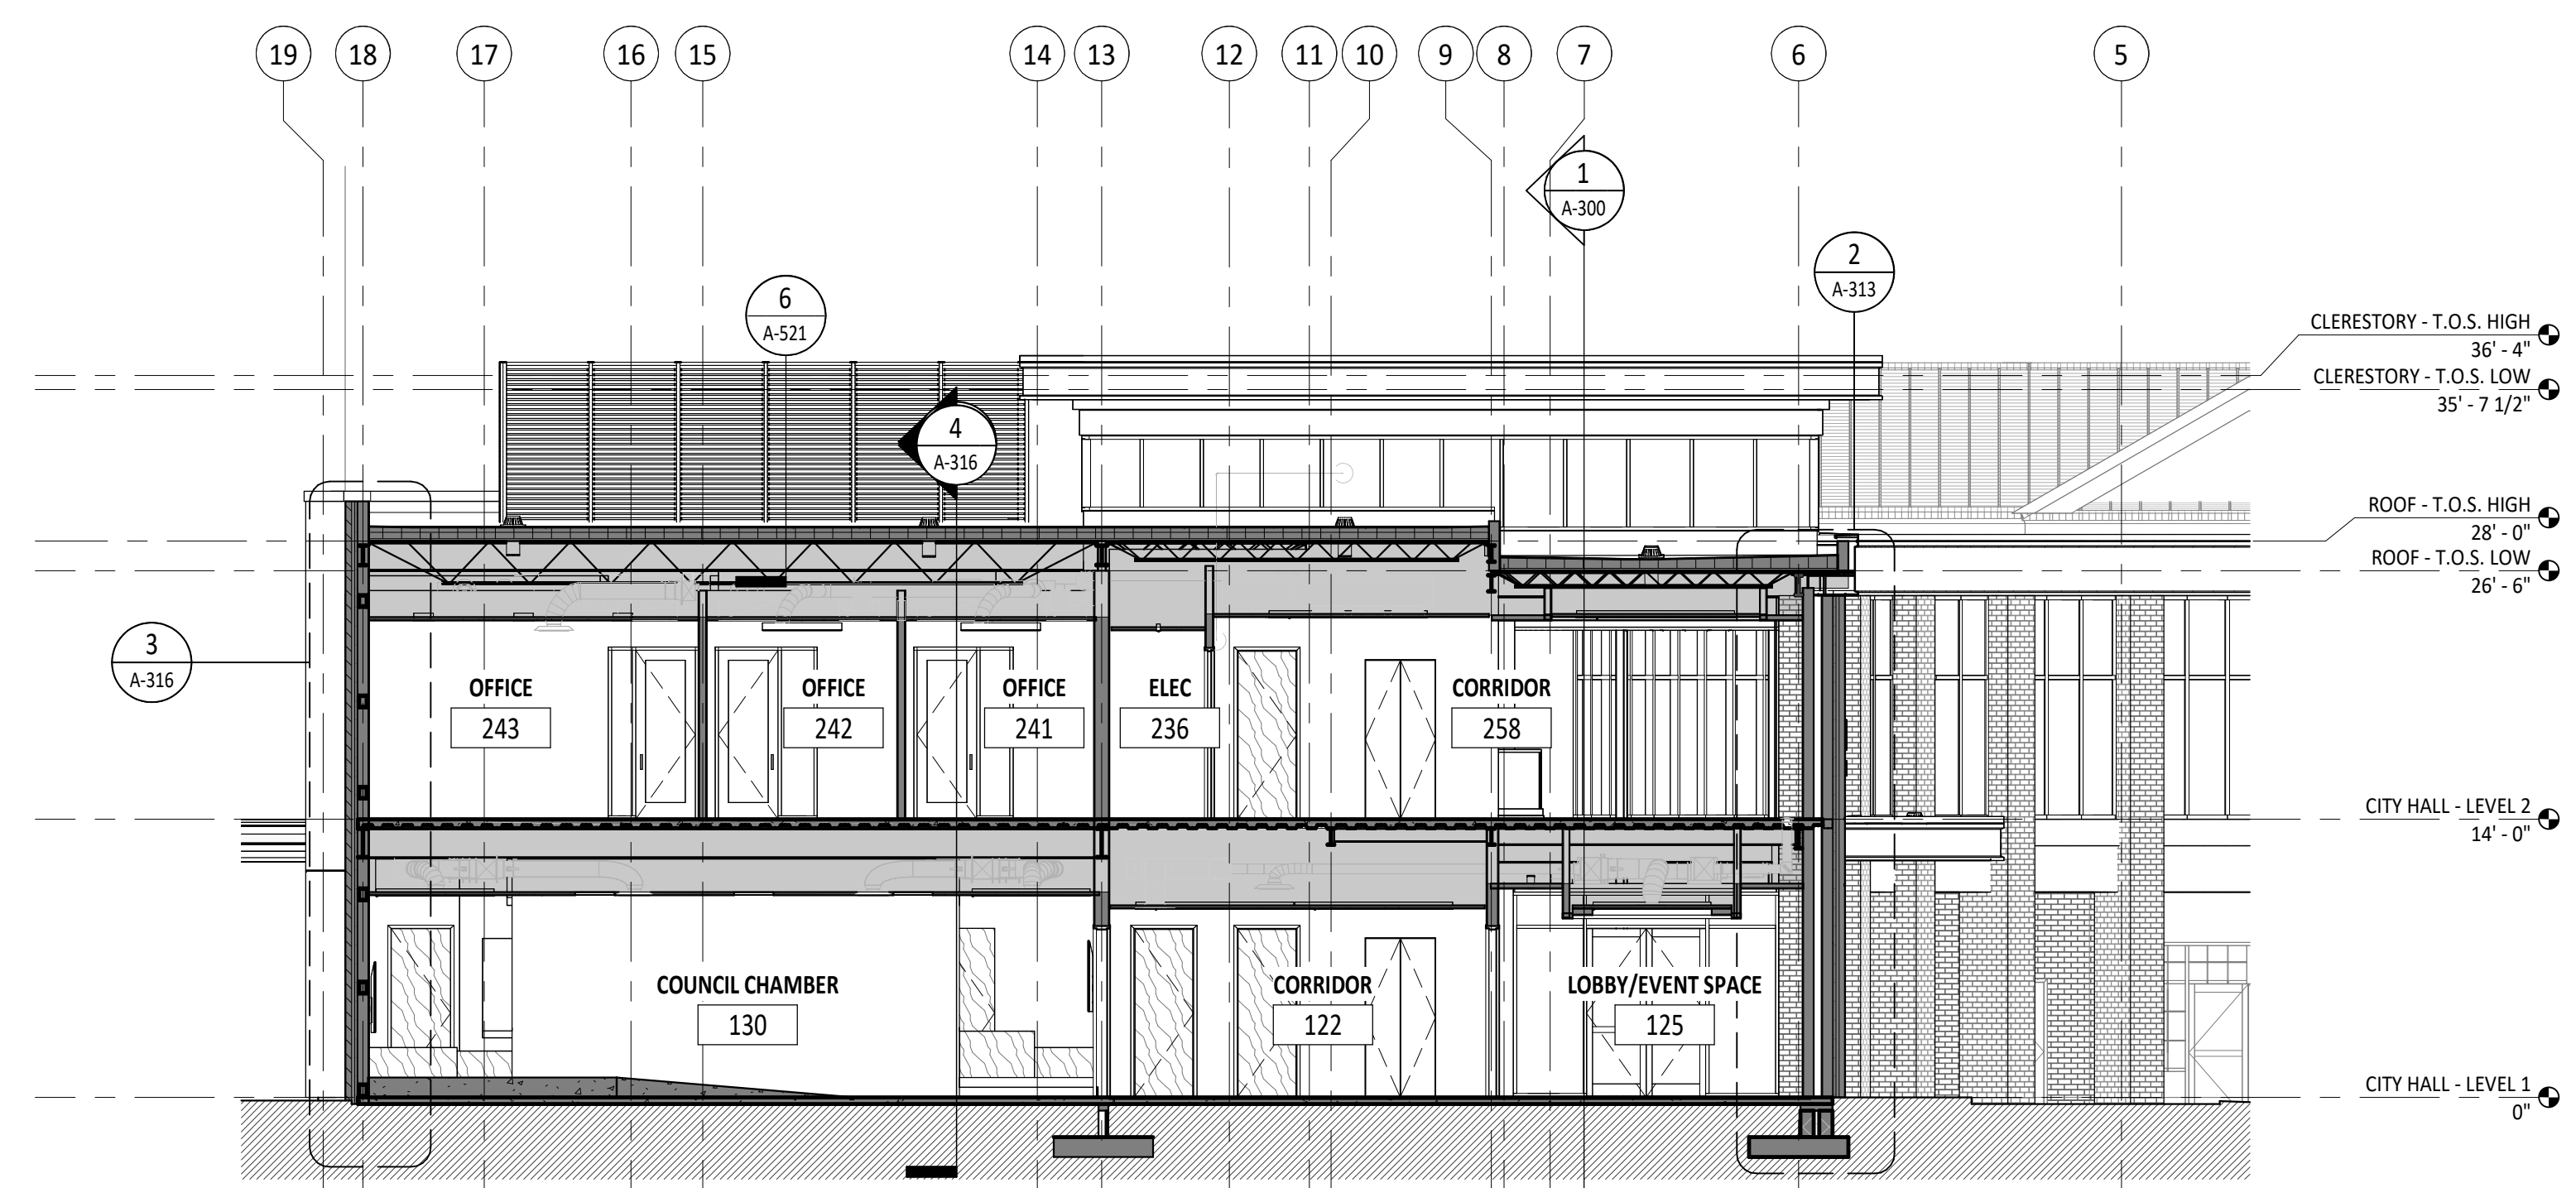 19 18 17 16 15 14 13 12 11 10 9 8 7 6 5
1
A-300
2
A-313
6
A-521
CLERESTORY - T.O.S. HIGH
36' - 4"
CLERESTORY - T.O.S. LOW
35' - 7 1/2"
4
A-316
ROOF - T.O.S. HIGH
28' - 0"
ROOF - T.O.S. LOW
26' - 6"
3
A-316
OFFICE
243
OFFICE
242
OFFICE
241
ELEC
236
CORRIDOR
258
CITY HALL - LEVEL 2
14' - 0"
COUNCIL CHAMBER
130
CORRIDOR
122
LOBBY/EVENT SPACE
125
CITY HALL - LEVEL 1
0"